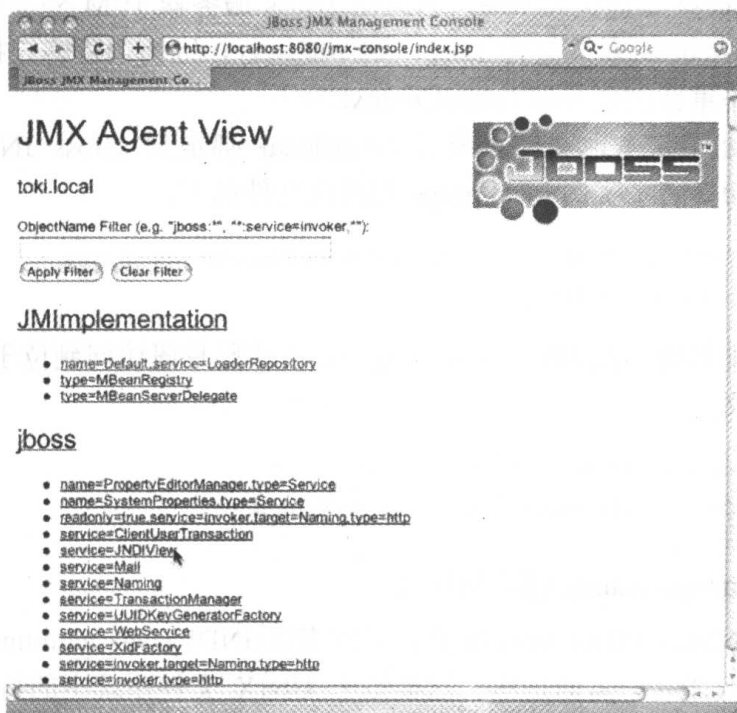 JBoss JMX Management Console
http://localhost:8080/jmx-console/index.jsp
Google
JBoss JMX Management Co...
JMX Agent View
JBoss TM
toki.local
ObjectName Filter (e.g. "jboss:*", "*:service=invoker,*"):
Apply Filter Clear Filter
JMImplementation
name=Default,service=LoaderRepository
type=MBeanRegistry
type=MBeanServerDelegate
jboss
name=PropertyEditorManager,type=Service
name=SystemProperties,type=Service
readonly=true,service=invoker,target=Naming,type=http
service=ClientUserTransaction
service=JNDIView
service=Mail
service=Naming
service=TransactionManager
service=UUIDKeyGeneratorFactory
service=WebService
service=XidFactory
service=invoker,target=Naming,type=http
service=invoker,type=http